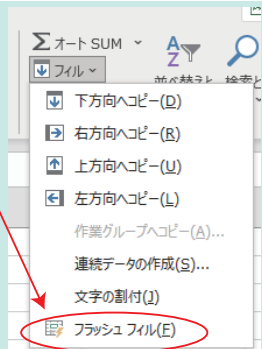 オート SUM
フィル
並べ替えと 検索と
下方向へコピー(D)
右方向へコピー(R)
上方向へコピー(U)
左方向へコピー(L)
作業グループへコピー(A)...
連続データの作成(S)...
文字の割付(J)
フラッシュ フィル(F)